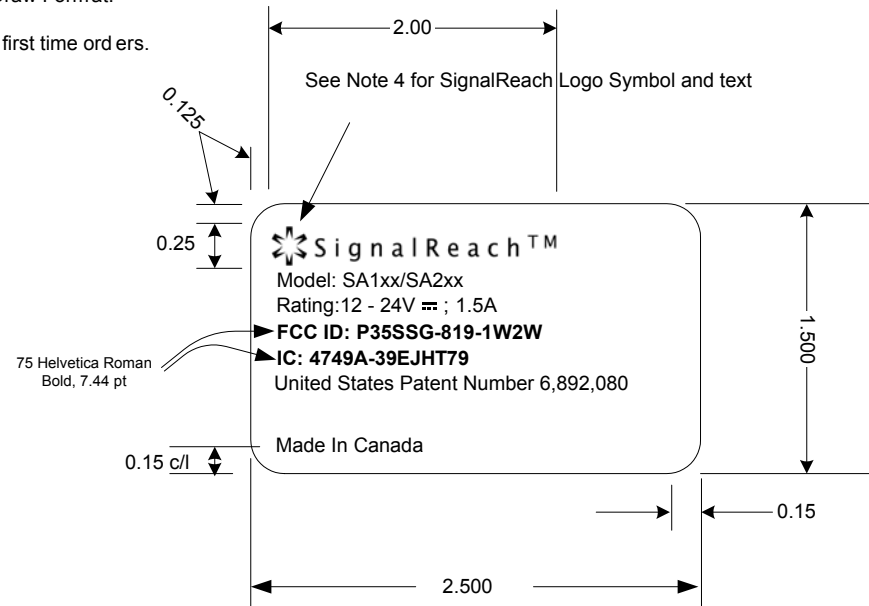 first time ord ers.
2.00
See Note 4 for SignalReach Logo Symbol and text
0.125
0.25
SignalReach™
Model: SA1xx/SA2xx
Rating:12 - 24V ⎓ ; 1.5A
FCC ID: P35SSG-819-1W2W
IC: 4749A-39EJHT79
United States Patent Number 6,892,080
75 Helvetica Roman
Bold, 7.44 pt
1.500
Made In Canada
0.15 c/l
0.15
2.500